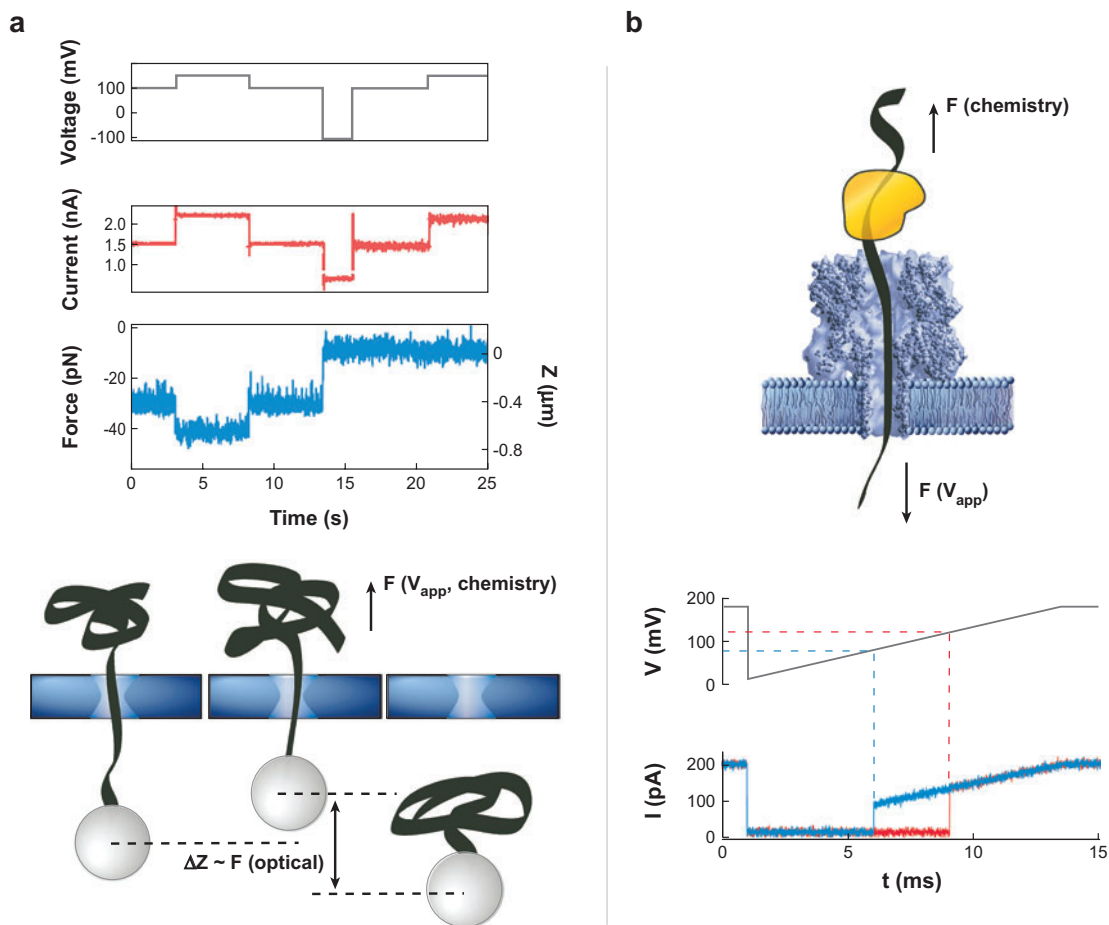 a
Voltage (mV)
100
0
-100
Current (nA)
2.0
1.5
1.0
Force (pN)
0
-20
-40
0
-0.4
-0.8
Z (μm)
0
5
10
15
20
25
Time (s)
F (Vapp, chemistry)
ΔZ ~ F (optical)
b
F (chemistry)
F (Vapp)
V (mV)
200
100
0
I (pA)
200
100
0
0
5
10
15
t (ms)